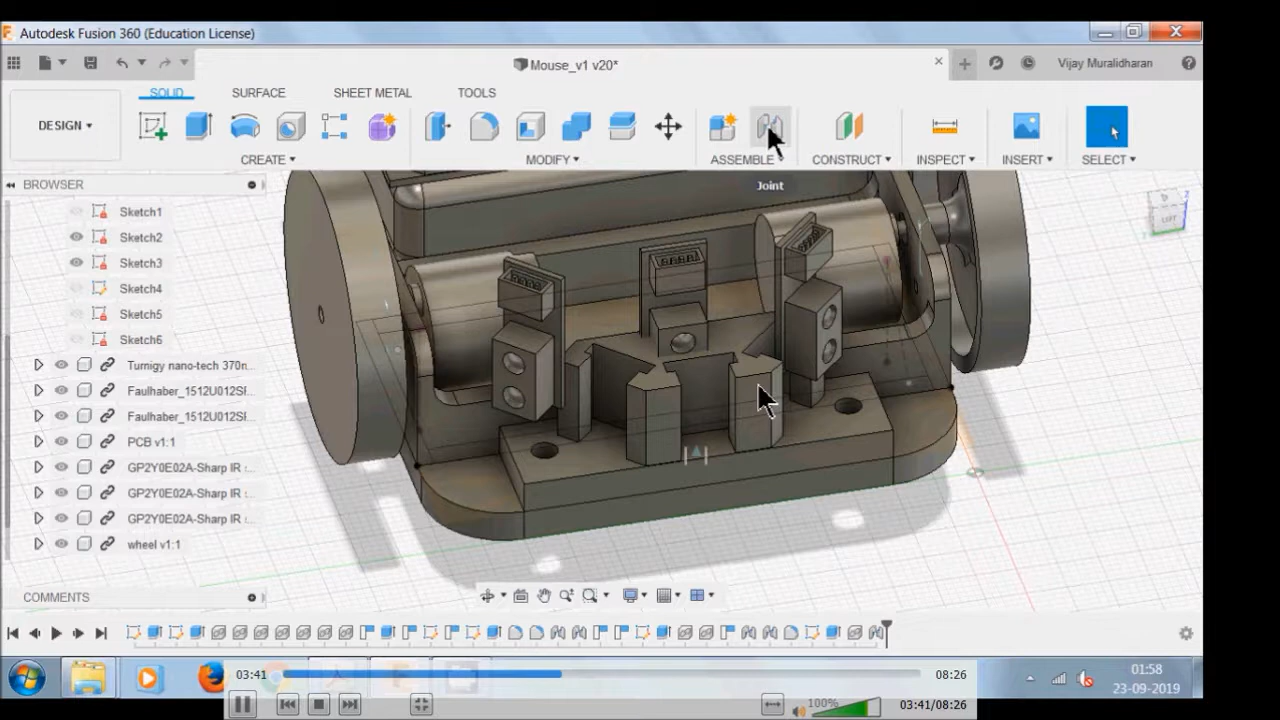 Autodesk Fusion 360 (Education License)
Mouse_v1 v20*
Vijay Muralidharan
SOLID SURFACE SHEET METAL TOOLS
DESIGN
CREATE MODIFY ASSEMBLE CONSTRUCT INSPECT INSERT SELECT
BROWSER
Joint
LEFT
Sketch1
Sketch2
Sketch3
Sketch4
Sketch5
Sketch6
Turnigy nano-tech 370n...
Faulhaber_1512U012SI...
Faulhaber_1512U012SI...
PCB v1:1
GP2Y0E02A-Sharp IR s...
GP2Y0E02A-Sharp IR s...
GP2Y0E02A-Sharp IR s...
wheel v1:1
COMMENTS
03:41 08:26
01:58
23-09-2019
100%
03:41/08:26